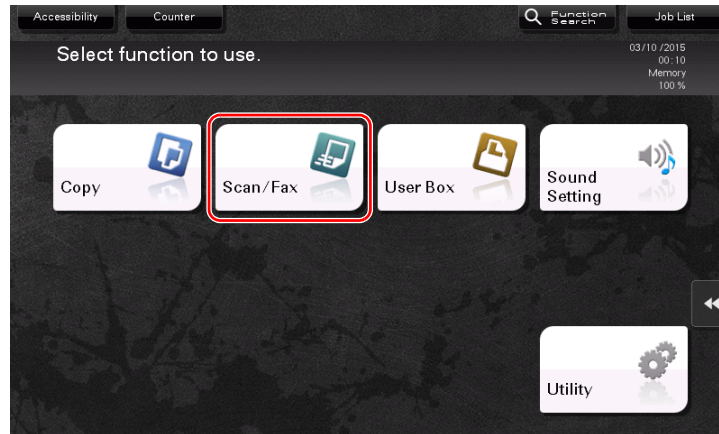 Accessibility
Counter
Function
Search
Job List
Select function to use.
03/10 /2015
00:10
Memory
100 %
Copy
Scan/Fax
User Box
Sound
Setting
Utility